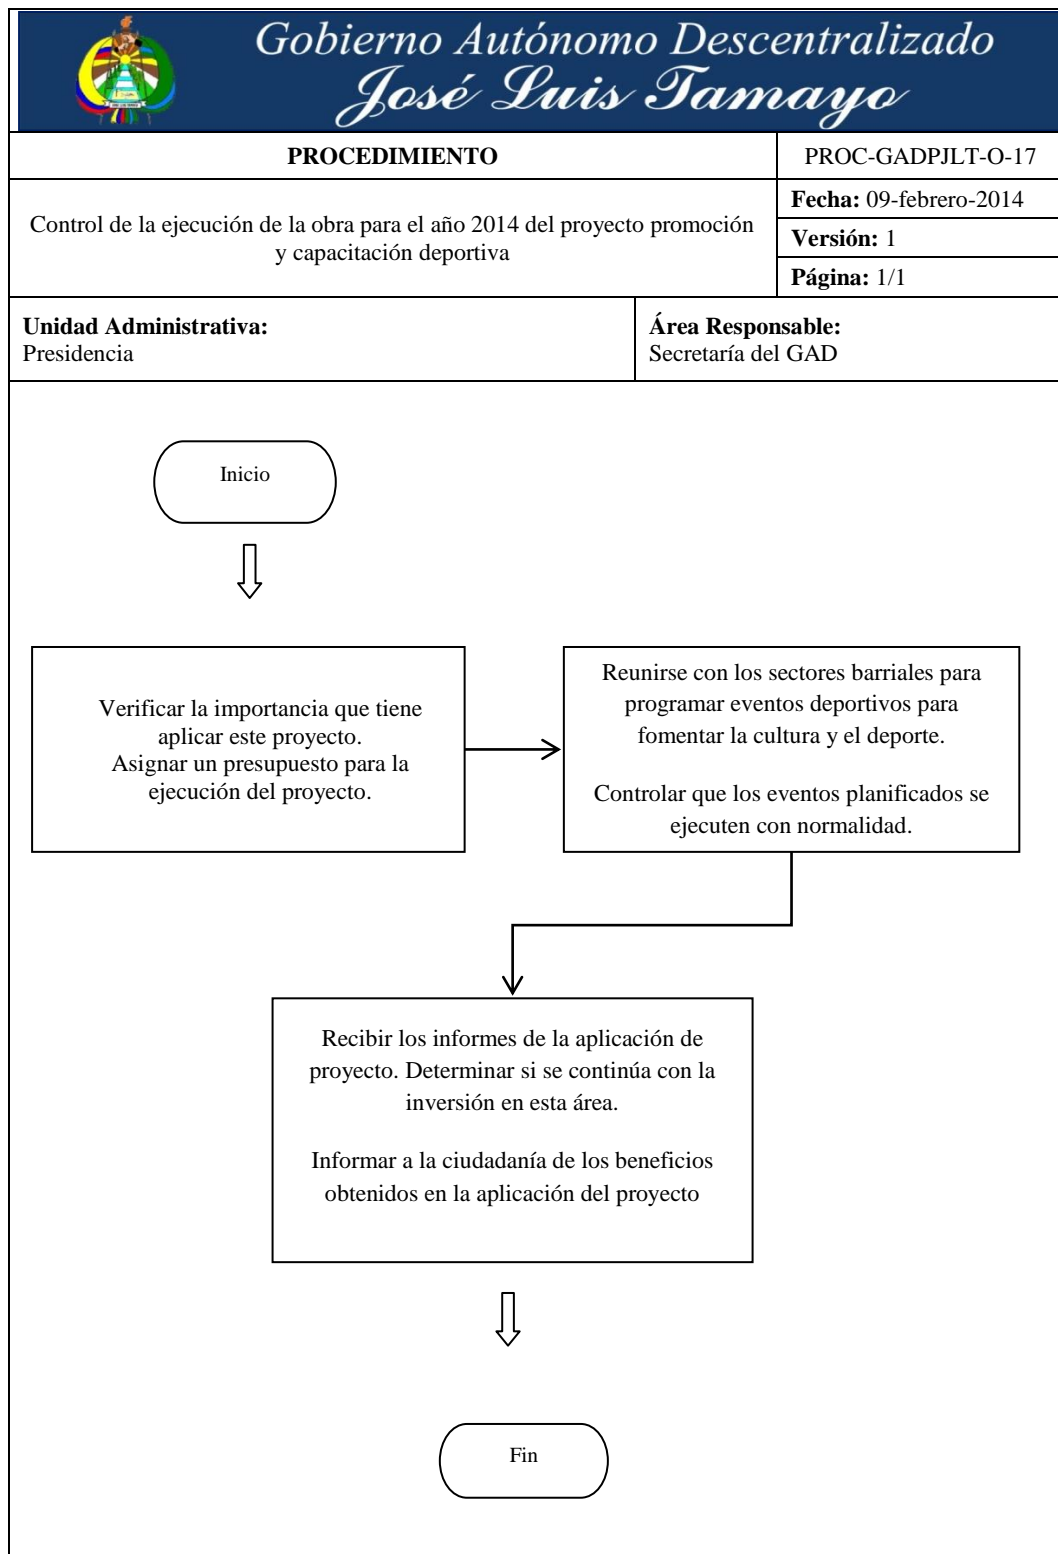 Gobierno Autónomo Descentralizado
José Luis Tamayo
PROCEDIMIENTO
PROC-GADPJLT-O-17
Control de la ejecución de la obra para el año 2014 del proyecto promoción
y capacitación deportiva
Fecha: 09-febrero-2014
Versión: 1
Página: 1/1
Unidad Administrativa:
Presidencia
Área Responsable:
Secretaría del GAD
Inicio
Verificar la importancia que tiene
aplicar este proyecto.
Asignar un presupuesto para la
ejecución del proyecto.
Reunirse con los sectores barriales para
programar eventos deportivos para
fomentar la cultura y el deporte.
Controlar que los eventos planificados se
ejecuten con normalidad.
Recibir los informes de la aplicación de
proyecto. Determinar si se continúa con la
inversión en esta área.
Informar a la ciudadanía de los beneficios
obtenidos en la aplicación del proyecto
Fin